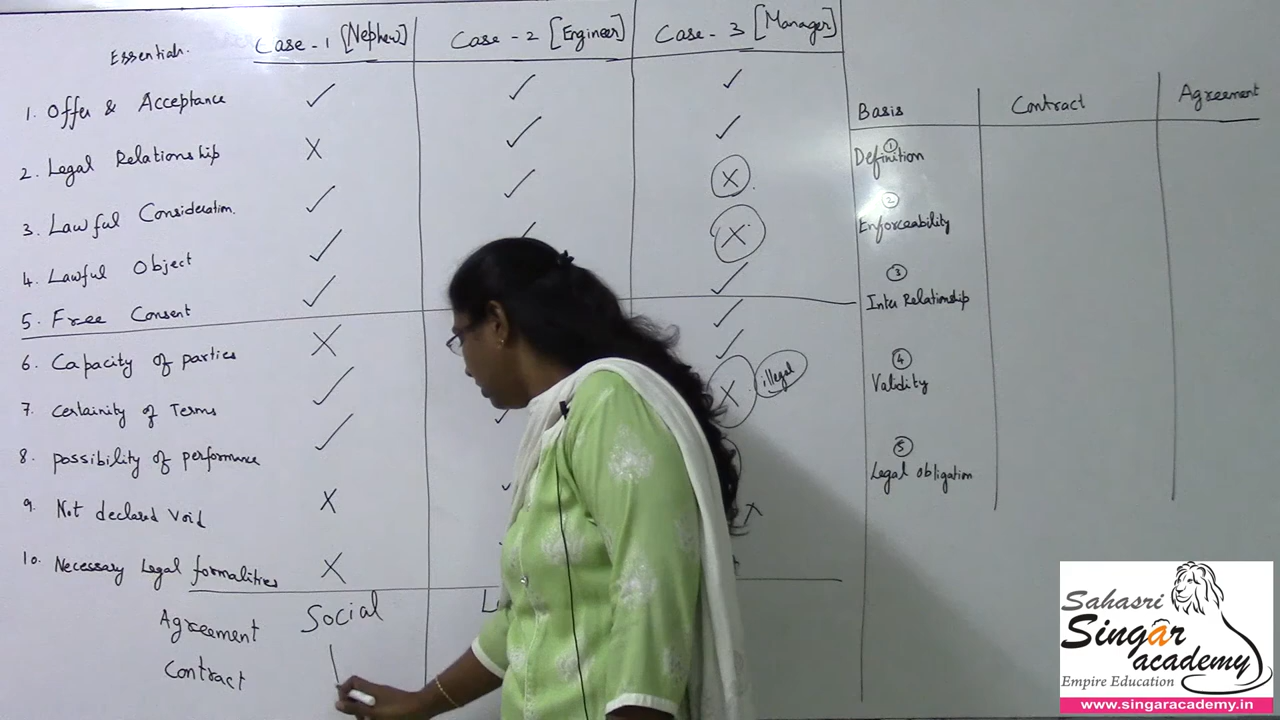 Essentials. Case - 1 [Nephew] Case - 2 [Engineer] Case - 3 [Manager]
1. Offer & Acceptance ✓ ✓ ✓
2. Legal Relationship X ✓ ✓
3. Lawful Consideration. ✓ ✓ X
4. Lawful Object ✓ X
5. Free Consent ✓ ✓
6. Capacity of parties X ✓
7. Certainity of Terms ✓ ✓
8. possibility of performance ✓ X illegal
9. Not declared Void X X
10. Necessary Legal formalities X
Agreement Social
Contract
Basis Contract Agreement
① Definition
② Enforceability
③ Inter Relationship
④ Validity
⑤ Legal obligation
Sahasri
Singar
academy
Empire Education
www.singaracademy.in